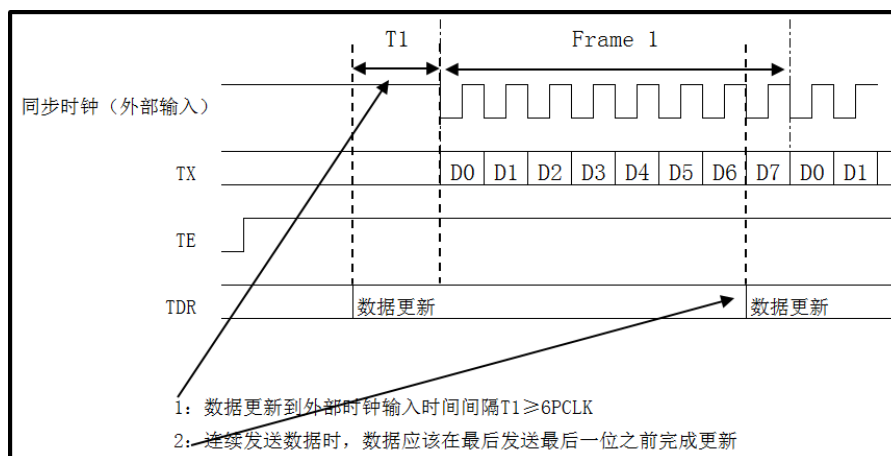 T1 Frame 1
同步时钟（外部输入）
TX D0 D1 D2 D3 D4 D5 D6 D7 D0 D1
TE
TDR 数据更新 数据更新
1：数据更新到外部时钟输入时间间隔T1≥6PCLK
2：连续发送数据时，数据应该在最后发送最后一位之前完成更新